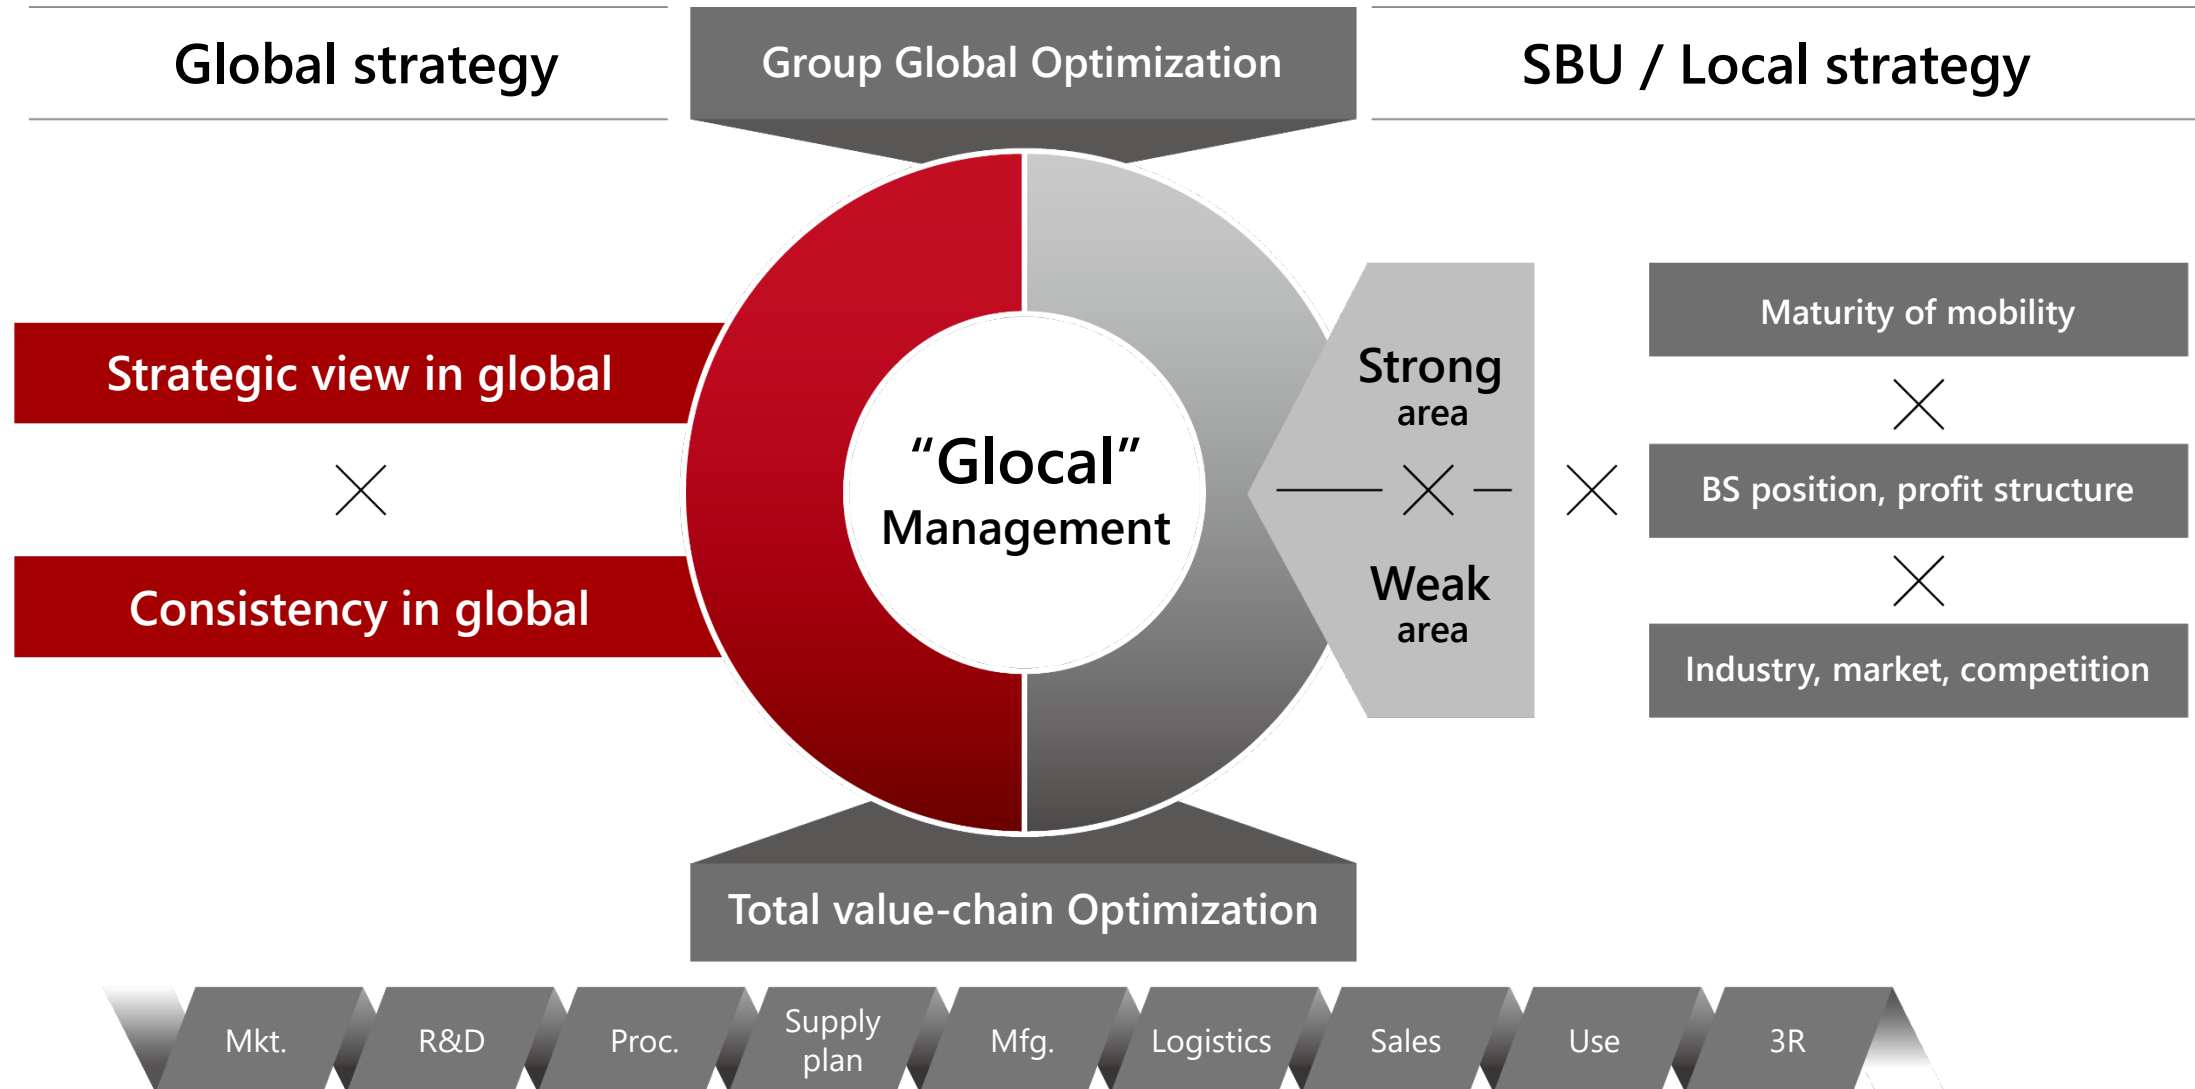 Global strategy
Group Global Optimization
SBU / Local strategy
Strategic view in global
Consistency in global
“Glocal”
Management
Strong
area
Weak
area
Maturity of mobility
BS position, profit structure
Industry, market, competition
Total value-chain Optimization
Mkt.
R&D
Proc.
Supply
plan
Mfg.
Logistics
Sales
Use
3R